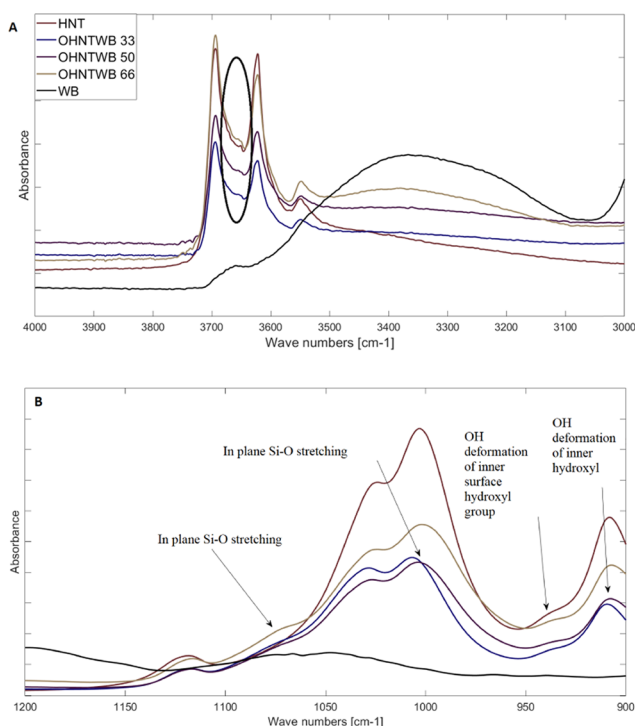 A
HNT
OHNTWB 33
OHNTWB 50
OHNTWB 66
WB
Absorbance
4000 3900 3800 3700 3600 3500 3400 3300 3200 3100 3000
Wave numbers [cm-1]
B
In plane Si-O stretching
In plane Si-O stretching
OH
deformation
of inner
surface
hydroxyl
group
OH
deformation
of inner
hydroxyl
Absorbance
1200 1150 1100 1050 1000 950 900
Wave numbers [cm-1]